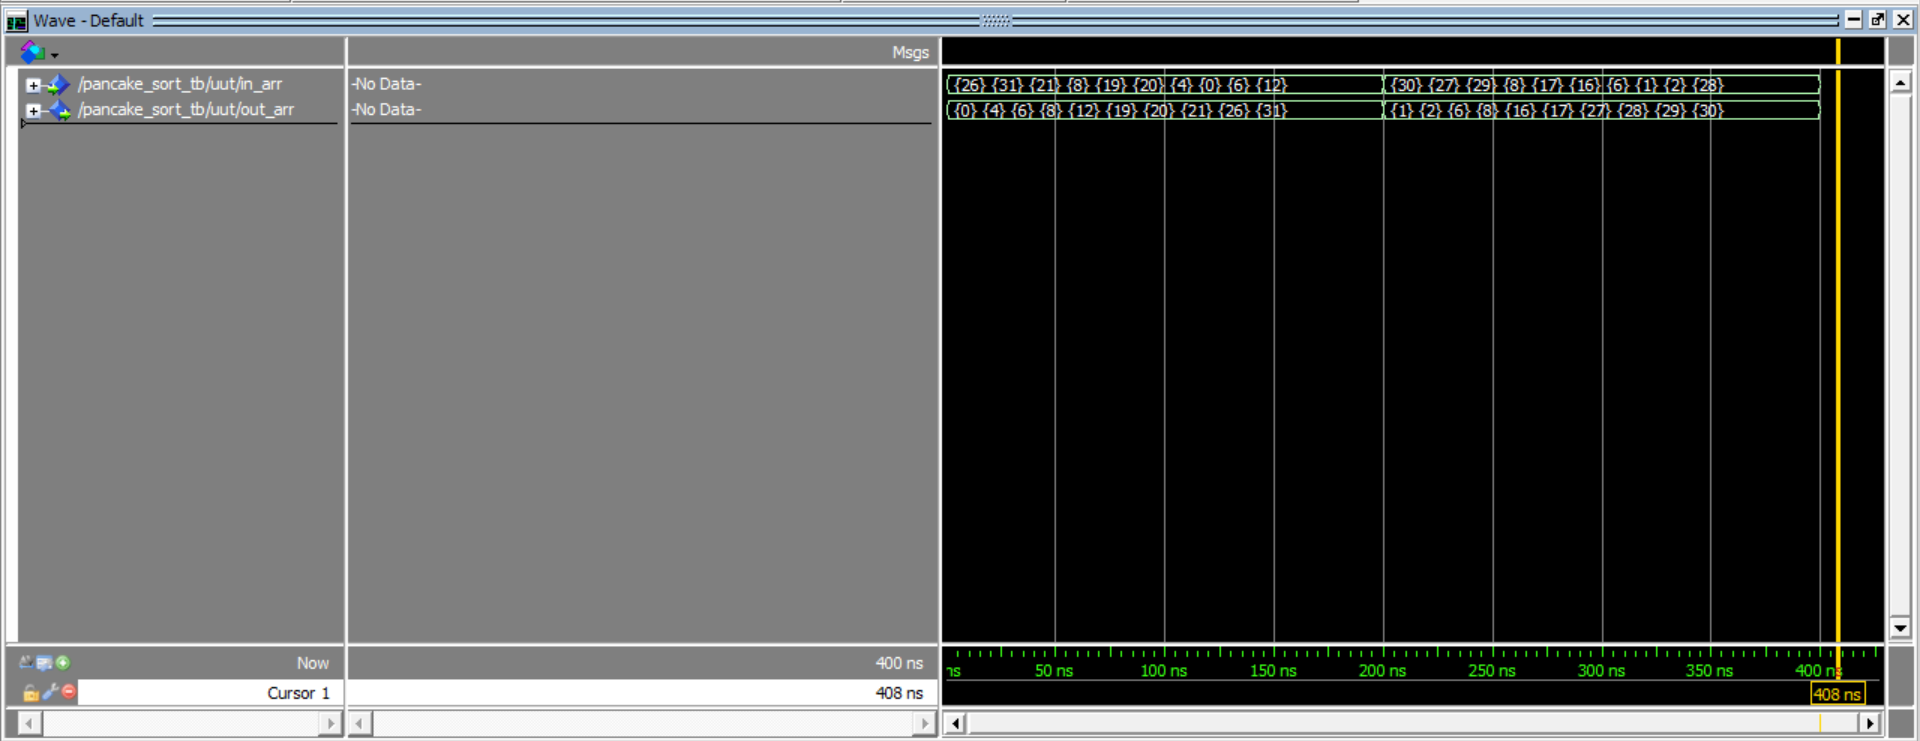 Wave - Default
Msgs
/pancake_sort_tb/uut/in_arr -No Data- {26} {31} {21} {8} {19} {20} {4} {0} {6} {12} {30} {27} {29} {8} {17} {16} {6} {1} {2} {28}
/pancake_sort_tb/uut/out_arr -No Data- {0} {4} {6} {8} {12} {19} {20} {21} {26} {31} {1} {2} {6} {8} {16} {17} {27} {28} {29} {30}
Now 400 ns ns 50 ns 100 ns 150 ns 200 ns 250 ns 300 ns 350 ns 400 ns
Cursor 1 408 ns 408 ns